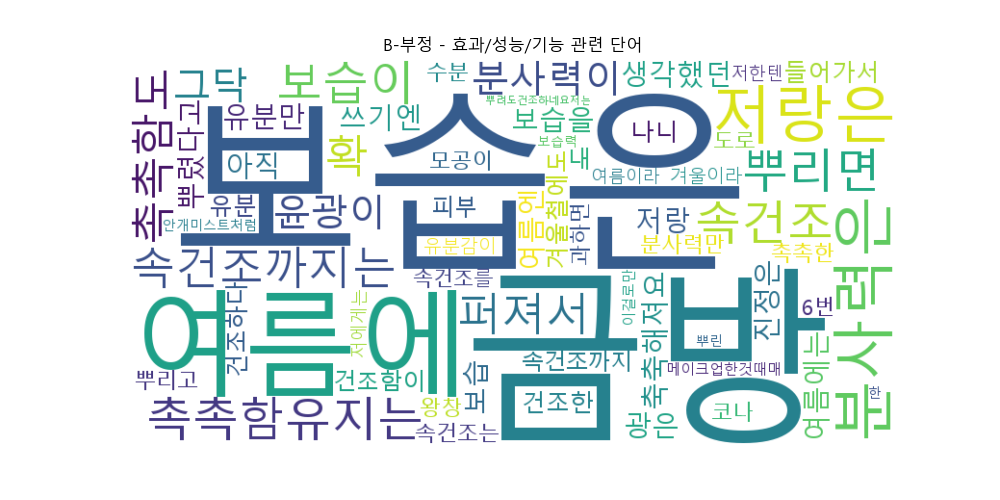 B-부정 - 효과/성능/기능 관련 단어
촉촉함도
그닥
보습이
수분
분사력이
생각했던
저한텐
들어가서
뿌렸다고
유분만
쓰기엔
뿌려도건조하네요저는
보습을
보습력
나니
도로
저랑은
보습은
확
아직
모공이
내
여름이라
겨울이라
뿌리면
유분
윤광이
피부
안개미스트처럼
유분감이
여름엔
겨울철에도
과하면
저랑
분사력만
속건조
촉촉한
분사력은
속건조까지는
속건조를
여름에
금방
퍼져서
건조하다
저에게는
이걸로만
촉촉해져요
진정은
6번
속건조까지
뿌린
메이크업한것때매
뿌리고
건조함이
보습
건조한
한
여름에는
왕창
촉촉함유지는
속건조는
광은
코나